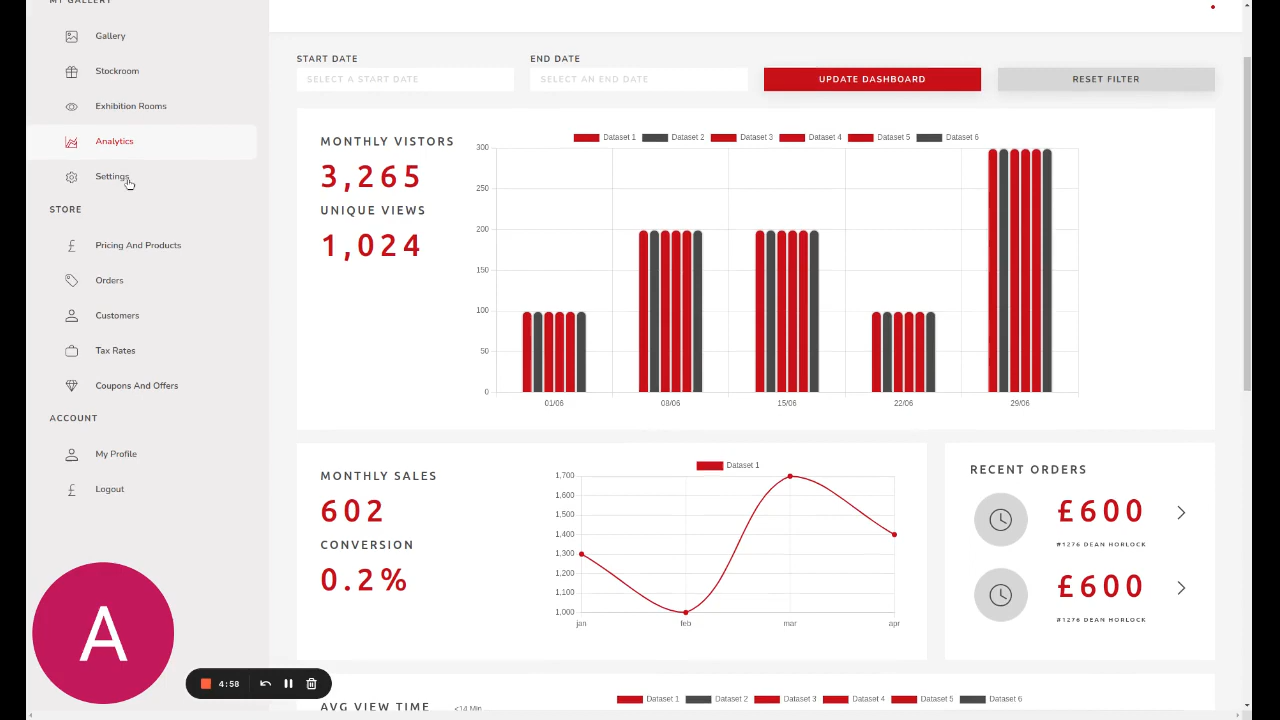 MY GALLERY
Gallery
Stockroom
Exhibition Rooms
Analytics
Settings
STORE
Pricing And Products
Orders
Customers
Tax Rates
Coupons And Offers
ACCOUNT
My Profile
Logout
A
4:58
START DATE
SELECT A START DATE
END DATE
SELECT AN END DATE
UPDATE DASHBOARD
RESET FILTER
MONTHLY VISTORS
3,265
UNIQUE VIEWS
1,024
Dataset 1 Dataset 2 Dataset 3 Dataset 4 Dataset 5 Dataset 6
300
250
200
150
100
50
0
01/06 08/06 15/06 22/06 29/06
MONTHLY SALES
602
CONVERSION
0.2%
Dataset 1
1,700
1,600
1,500
1,400
1,300
1,200
1,100
1,000
jan feb mar apr
RECENT ORDERS
£600
#1276 DEAN HORLOCK
£600
#1276 DEAN HORLOCK
AVG VIEW TIME
<14 Min
Dataset 1 Dataset 2 Dataset 3 Dataset 4 Dataset 5 Dataset 6